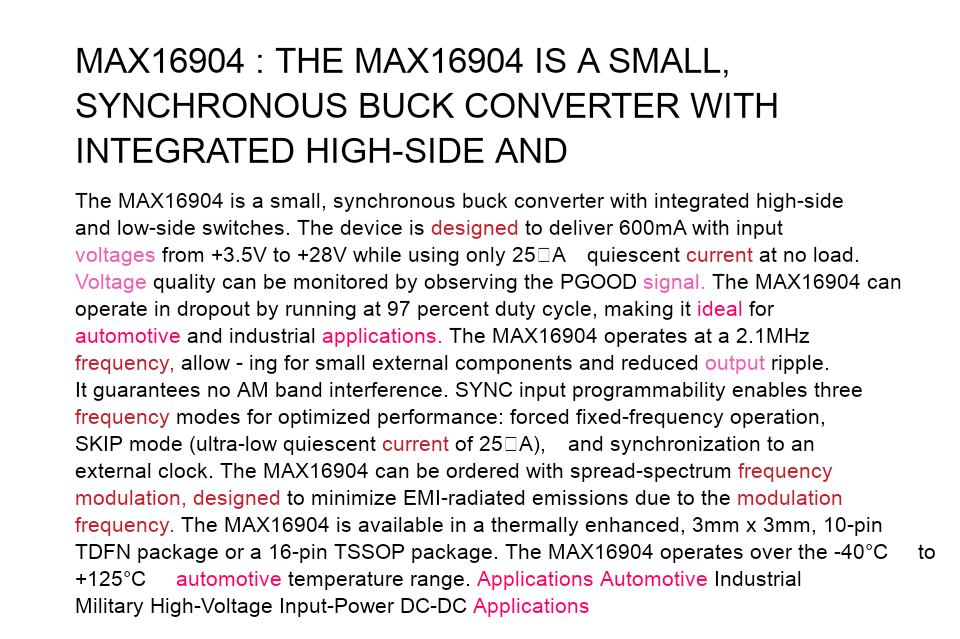 MAX16904 : THE MAX16904 IS A SMALL,
SYNCHRONOUS BUCK CONVERTER WITH
INTEGRATED HIGH-SIDE AND
The MAX16904 is a small, synchronous buck converter with integrated high-side
and low-side switches. The device is designed to deliver 600mA with input
voltages from +3.5V to +28V while using only 25□A quiescent current at no load.
Voltage quality can be monitored by observing the PGOOD signal. The MAX16904 can
operate in dropout by running at 97 percent duty cycle, making it ideal for
automotive and industrial applications. The MAX16904 operates at a 2.1MHz
frequency, allow - ing for small external components and reduced output ripple.
It guarantees no AM band interference. SYNC input programmability enables three
frequency modes for optimized performance: forced fixed-frequency operation,
SKIP mode (ultra-low quiescent current of 25□A), and synchronization to an
external clock. The MAX16904 can be ordered with spread-spectrum frequency
modulation, designed to minimize EMI-radiated emissions due to the modulation
frequency. The MAX16904 is available in a thermally enhanced, 3mm x 3mm, 10-pin
TDFN package or a 16-pin TSSOP package. The MAX16904 operates over the -40°C to
+125°C automotive temperature range. Applications Automotive Industrial
Military High-Voltage Input-Power DC-DC Applications